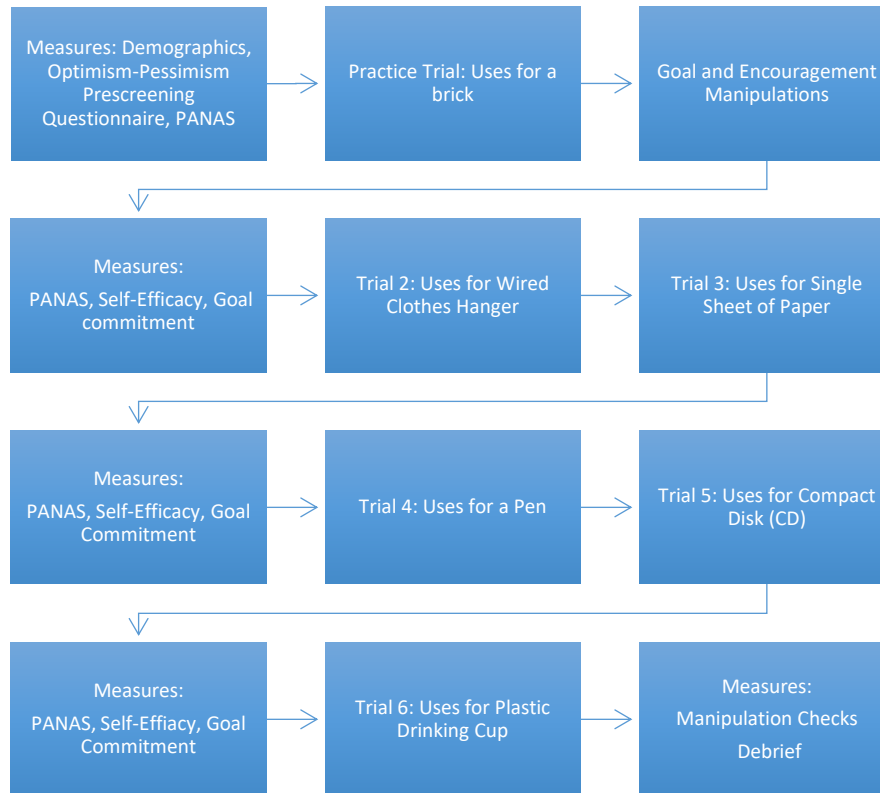 Measures: Demographics,
Optimism-Pessimism
Prescreening
Questionnaire, PANAS
Practice Trial: Uses for a
brick
Goal and Encouragement
Manipulations
Measures:
PANAS, Self-Efficacy, Goal
commitment
Trial 2: Uses for Wired
Clothes Hanger
Trial 3: Uses for Single
Sheet of Paper
Measures:
PANAS, Self-Efficacy, Goal
Commitment
Trial 4: Uses for a Pen
Trial 5: Uses for Compact
Disk (CD)
Measures:
PANAS, Self-Effiacy, Goal
Commitment
Trial 6: Uses for Plastic
Drinking Cup
Measures:
Manipulation Checks
Debrief